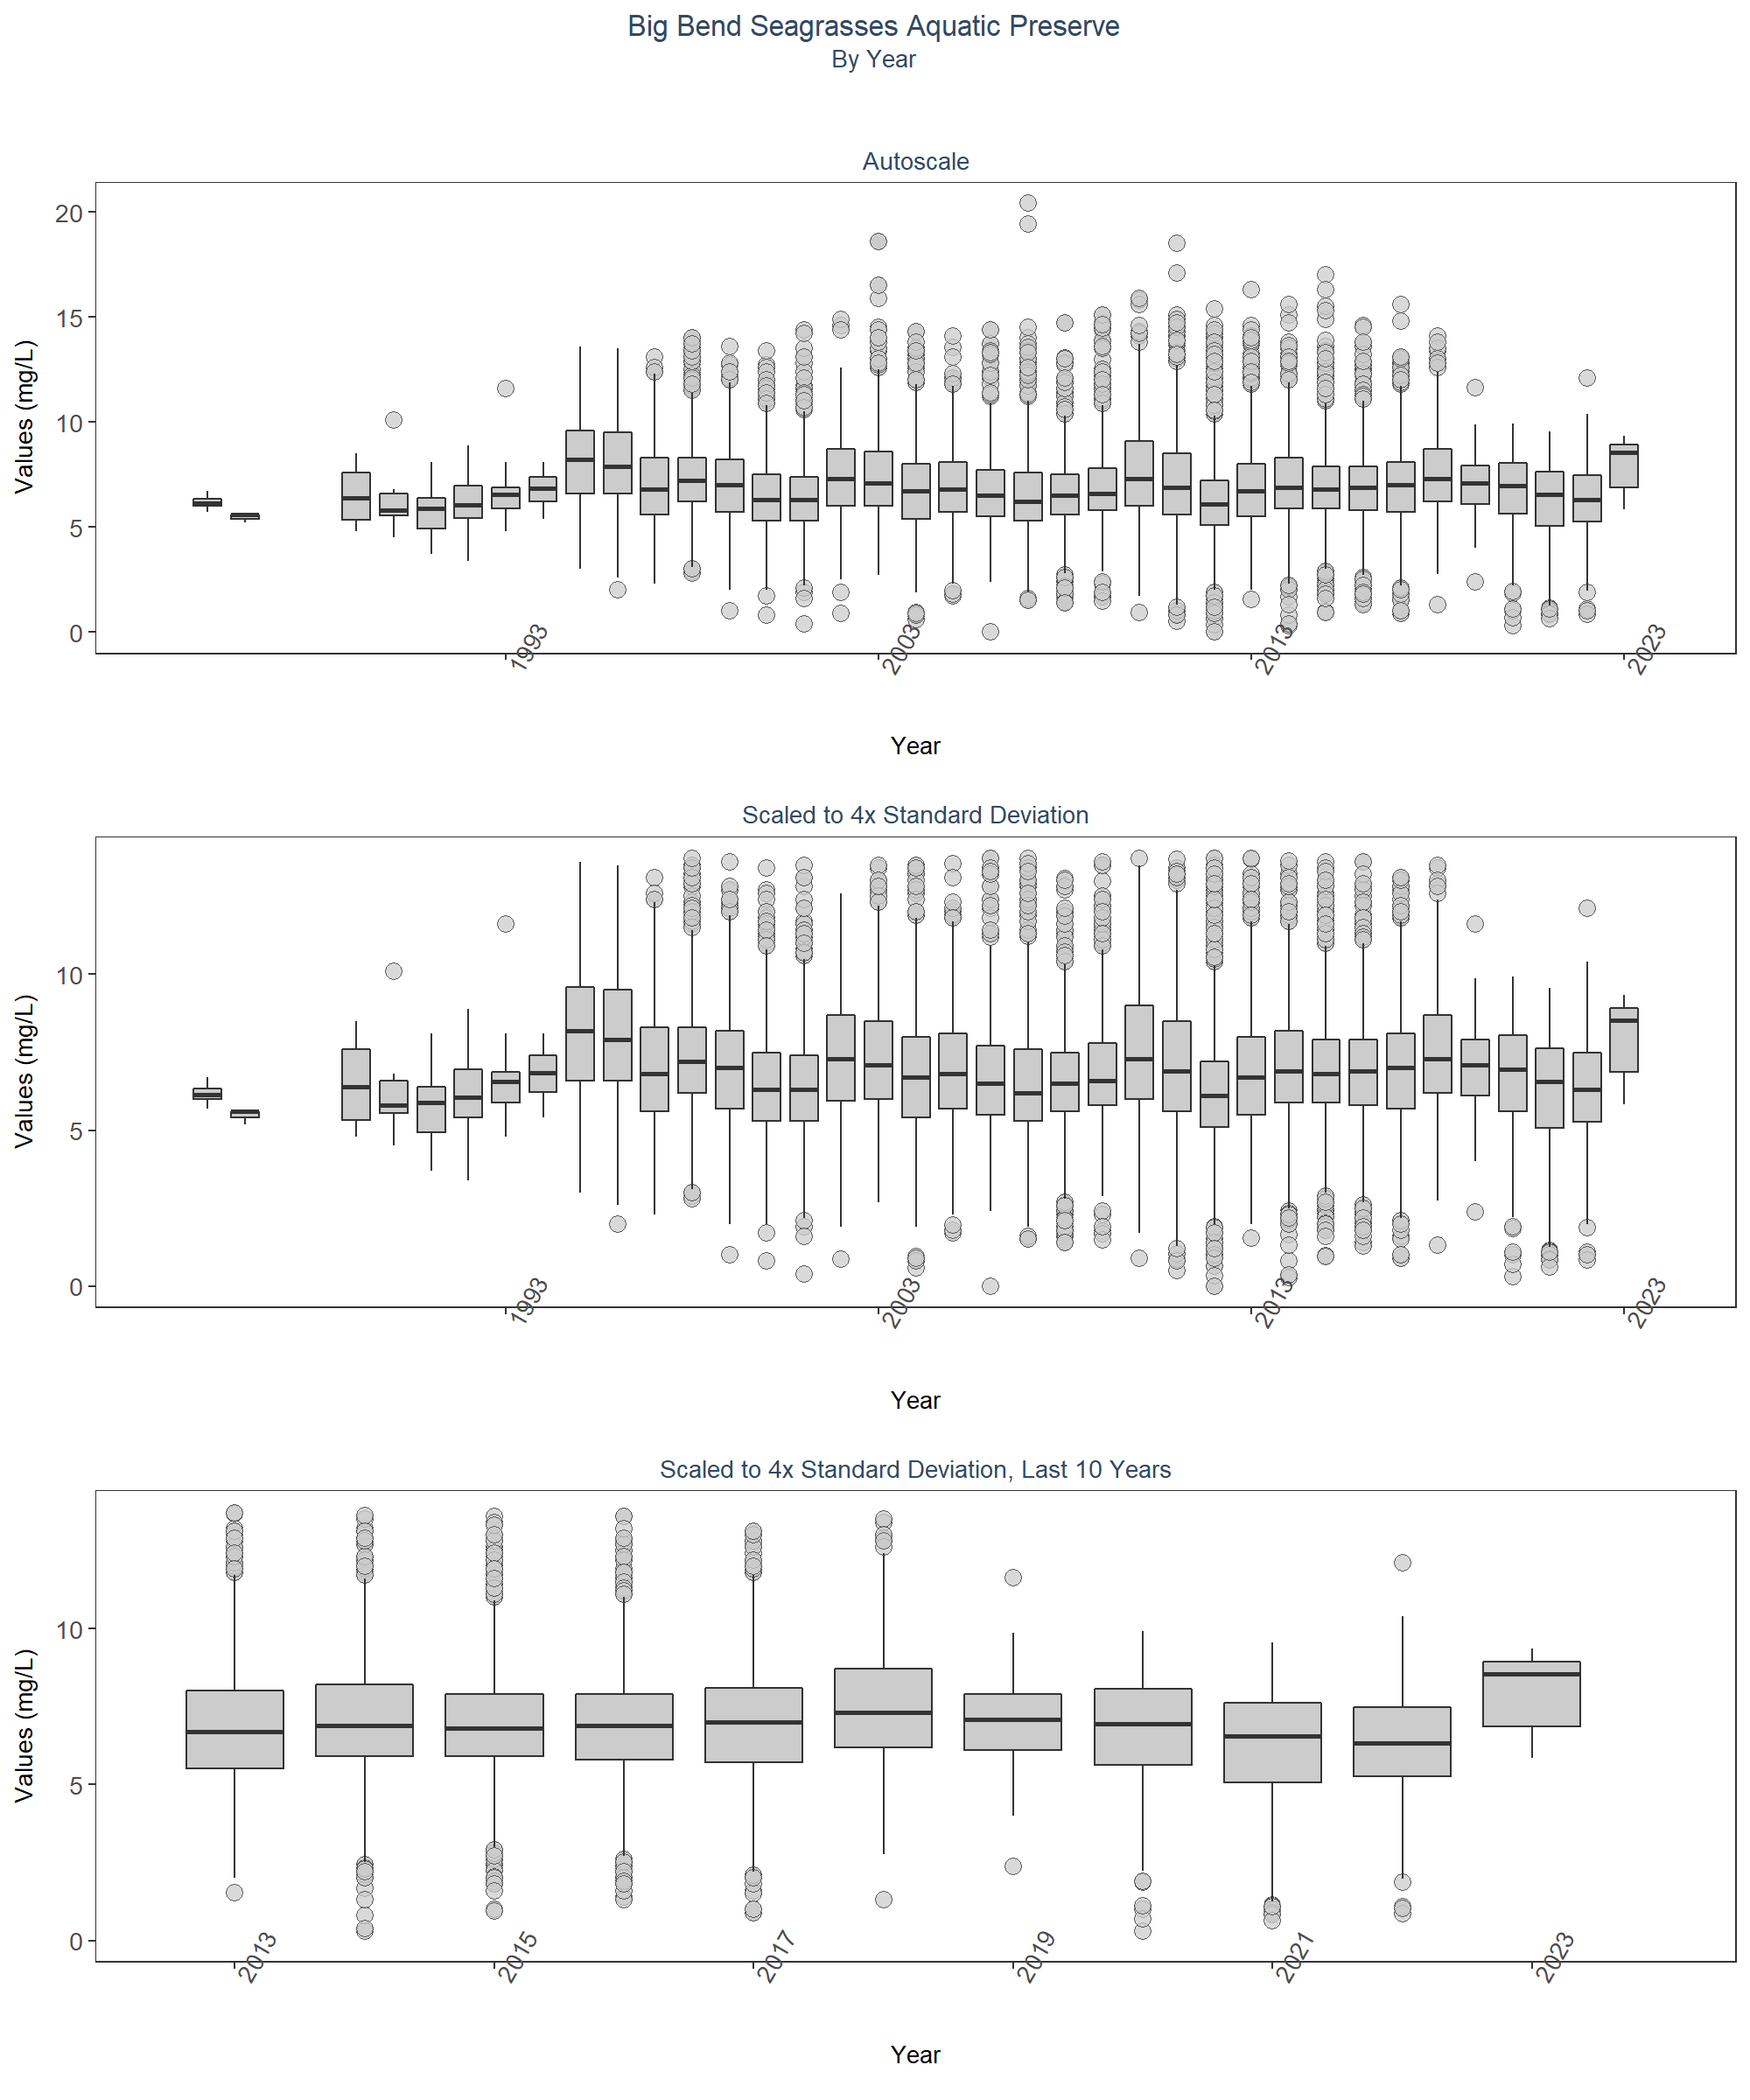 Big Bend Seagrasses Aquatic Preserve
By Year
Autoscale
Values (mg/L)
20
15
10
5
0
1993
2003
2013
2023
Year
Scaled to 4x Standard Deviation
Values (mg/L)
10
5
0
1993
2003
2013
2023
Year
Scaled to 4x Standard Deviation, Last 10 Years
Values (mg/L)
10
5
0
2013
2015
2017
2019
2021
2023
Year